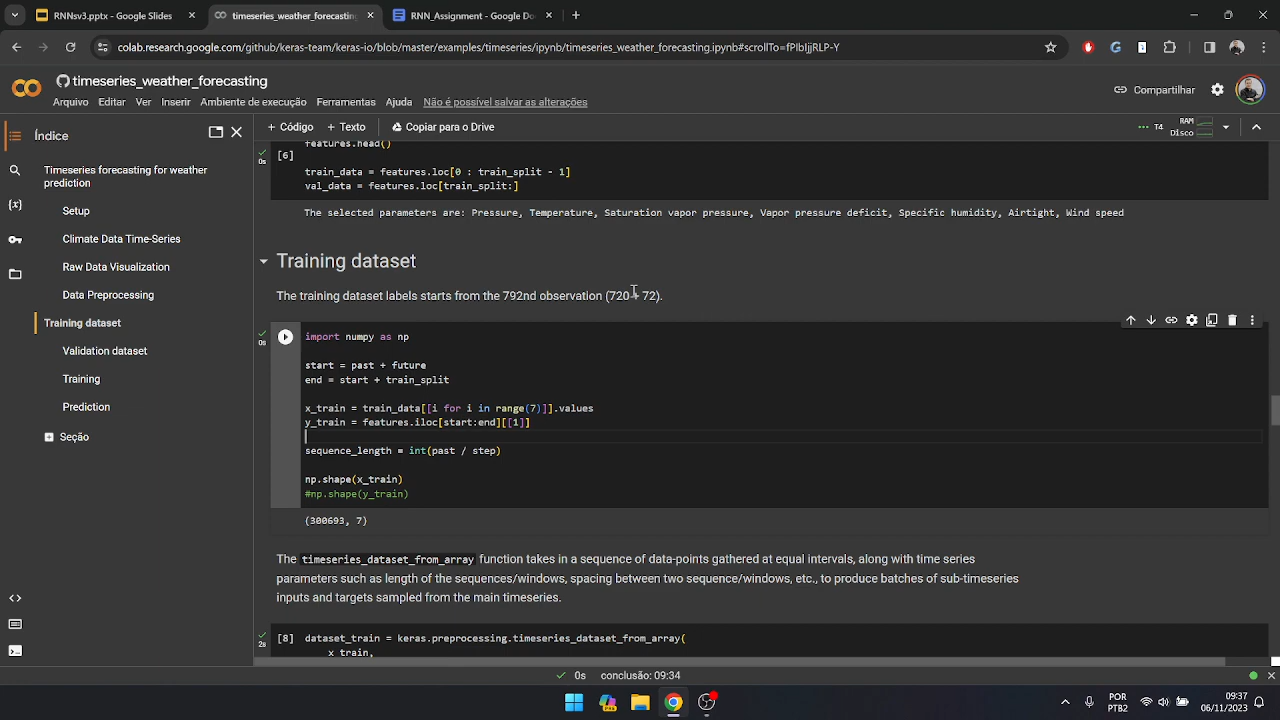 RNNsv3.pptx - Google Slides
timeseries_weather_forecasting
RNN_Assignment - Google Do
colab.research.google.com/github/keras-team/keras-io/blob/master/examples/timeseries/ipynb/timeseries_weather_forecasting.ipynb#scrollTo=fPIbIjjRLP-Y
timeseries_weather_forecasting
Arquivo Editar Ver Inserir Ambiente de execução Ferramentas Ajuda Não é possível salvar as alterações
Compartilhar
Índice
+ Código + Texto Copiar para o Drive
T4 RAM
Disco
Timeseries forecasting for weather
prediction
Setup
Climate Data Time-Series
Raw Data Visualization
Data Preprocessing
Training dataset
Validation dataset
Training
Prediction
Seção
features.head()
0s
[6]
train_data = features.loc[0 : train_split - 1]
val_data = features.loc[train_split:]
The selected parameters are: Pressure, Temperature, Saturation vapor pressure, Vapor pressure deficit, Specific humidity, Airtight, Wind speed
Training dataset
The training dataset labels starts from the 792nd observation (720 + 72).
0s
import numpy as np
start = past + future
end = start + train_split
x_train = train_data[[i for i in range(7)]].values
y_train = features.iloc[start:end][[1]]
sequence_length = int(past / step)
np.shape(x_train)
#np.shape(y_train)
(300693, 7)
The timeseries_dataset_from_array function takes in a sequence of data-points gathered at equal intervals, along with time series
parameters such as length of the sequences/windows, spacing between two sequence/windows, etc., to produce batches of sub-timeseries
inputs and targets sampled from the main timeseries.
2s
[8] dataset_train = keras.preprocessing.timeseries_dataset_from_array(
x_train,
0s conclusão: 09:34
POR
PTB2
09:37
06/11/2023